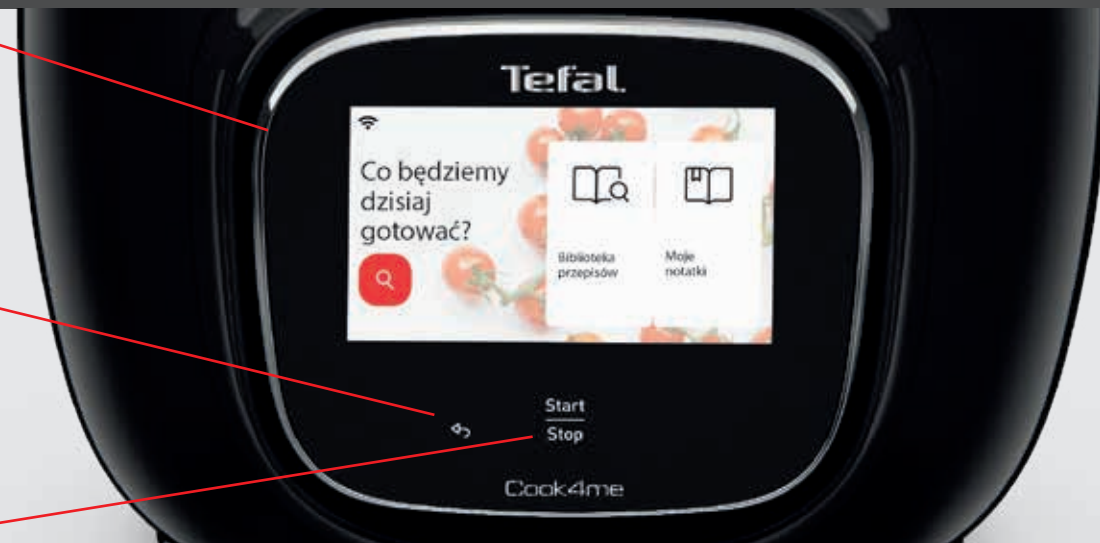 Tefal
Co będziemy
dzisiaj
gotować?
Biblioteka
przepisów
Moje
notatki
Start
Stop
Cook4me